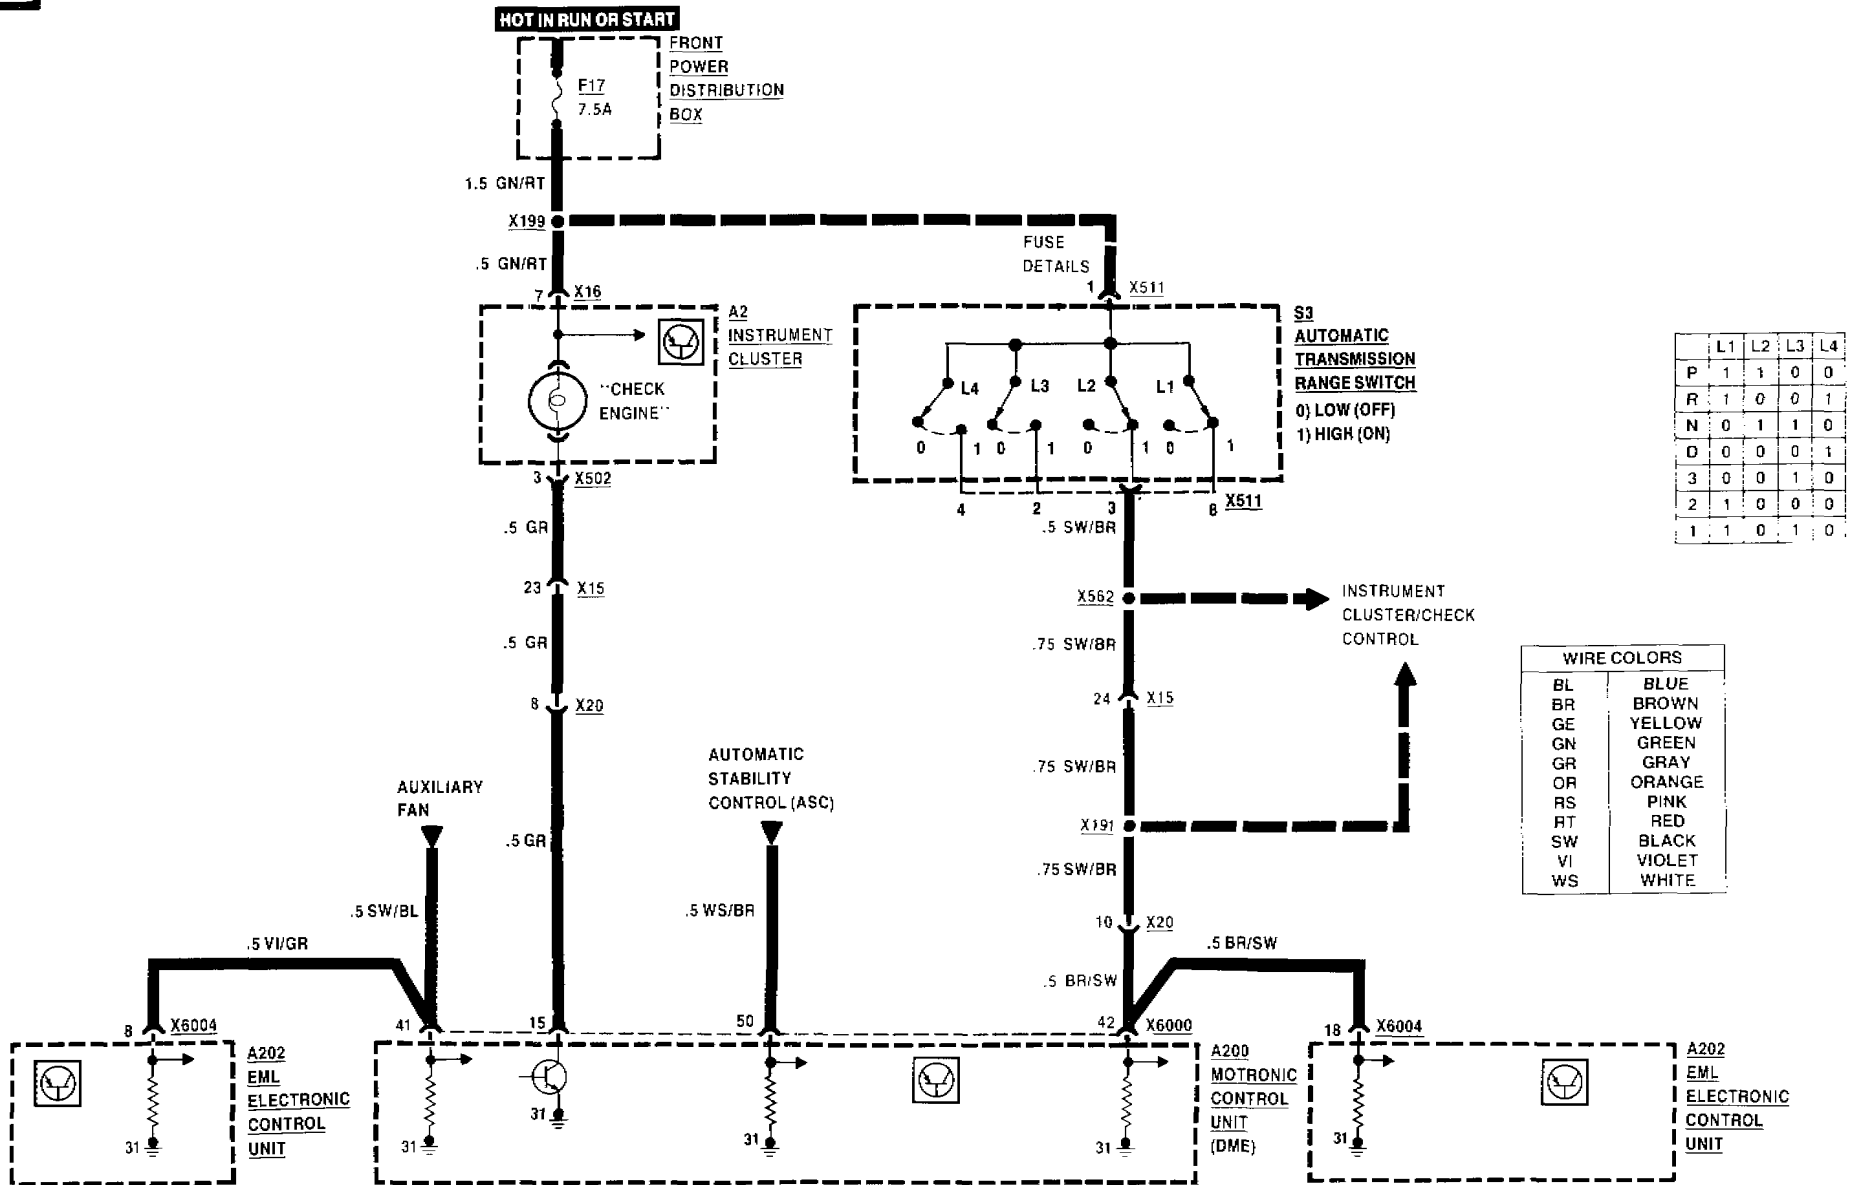 HOT IN RUN OR START
FRONT
POWER
DISTRIBUTION
BOX
F17
7.5A
1.5 GN/RT
X199
.5 GN/RT
FUSE
DETAILS
7 X16
1 X511
A2
INSTRUMENT
CLUSTER
"CHECK
ENGINE"
S3
AUTOMATIC
TRANSMISSION
RANGE SWITCH
0) LOW (OFF)
1) HIGH (ON)
L4 L3 L2 L1
0 1 0 1 0 1 0 1
L1 L2 L3 L4
P 1 1 0 0
R 1 0 0 1
N 0 1 1 0
D 0 0 0 1
3 0 0 1 0
2 1 0 0 0
1 1 0 1 0
3 X502
4 2 3 8 X511
.5 GR
.5 SW/BR
23 X15
X562
INSTRUMENT
CLUSTER/CHECK
CONTROL
.5 GR
.75 SW/BR
8 X20
24 X15
WIRE COLORS
BL BLUE
BR BROWN
GE YELLOW
GN GREEN
GR GRAY
OR ORANGE
RS PINK
RT RED
SW BLACK
VI VIOLET
WS WHITE
AUXILIARY
FAN
AUTOMATIC
STABILITY
CONTROL (ASC)
.75 SW/BR
.5 GR
X191
.75 SW/BR
.5 SW/BL
.5 WS/BR
10 X20
.5 VI/GR
.5 BR/SW
.5 BR/SW
8 X6004
41
15
50
42 X6000
18 X6004
A202
EML
ELECTRONIC
CONTROL
UNIT
31
31
31
31
31
A200
MOTRONIC
CONTROL
UNIT
(DME)
31
A202
EML
ELECTRONIC
CONTROL
UNIT